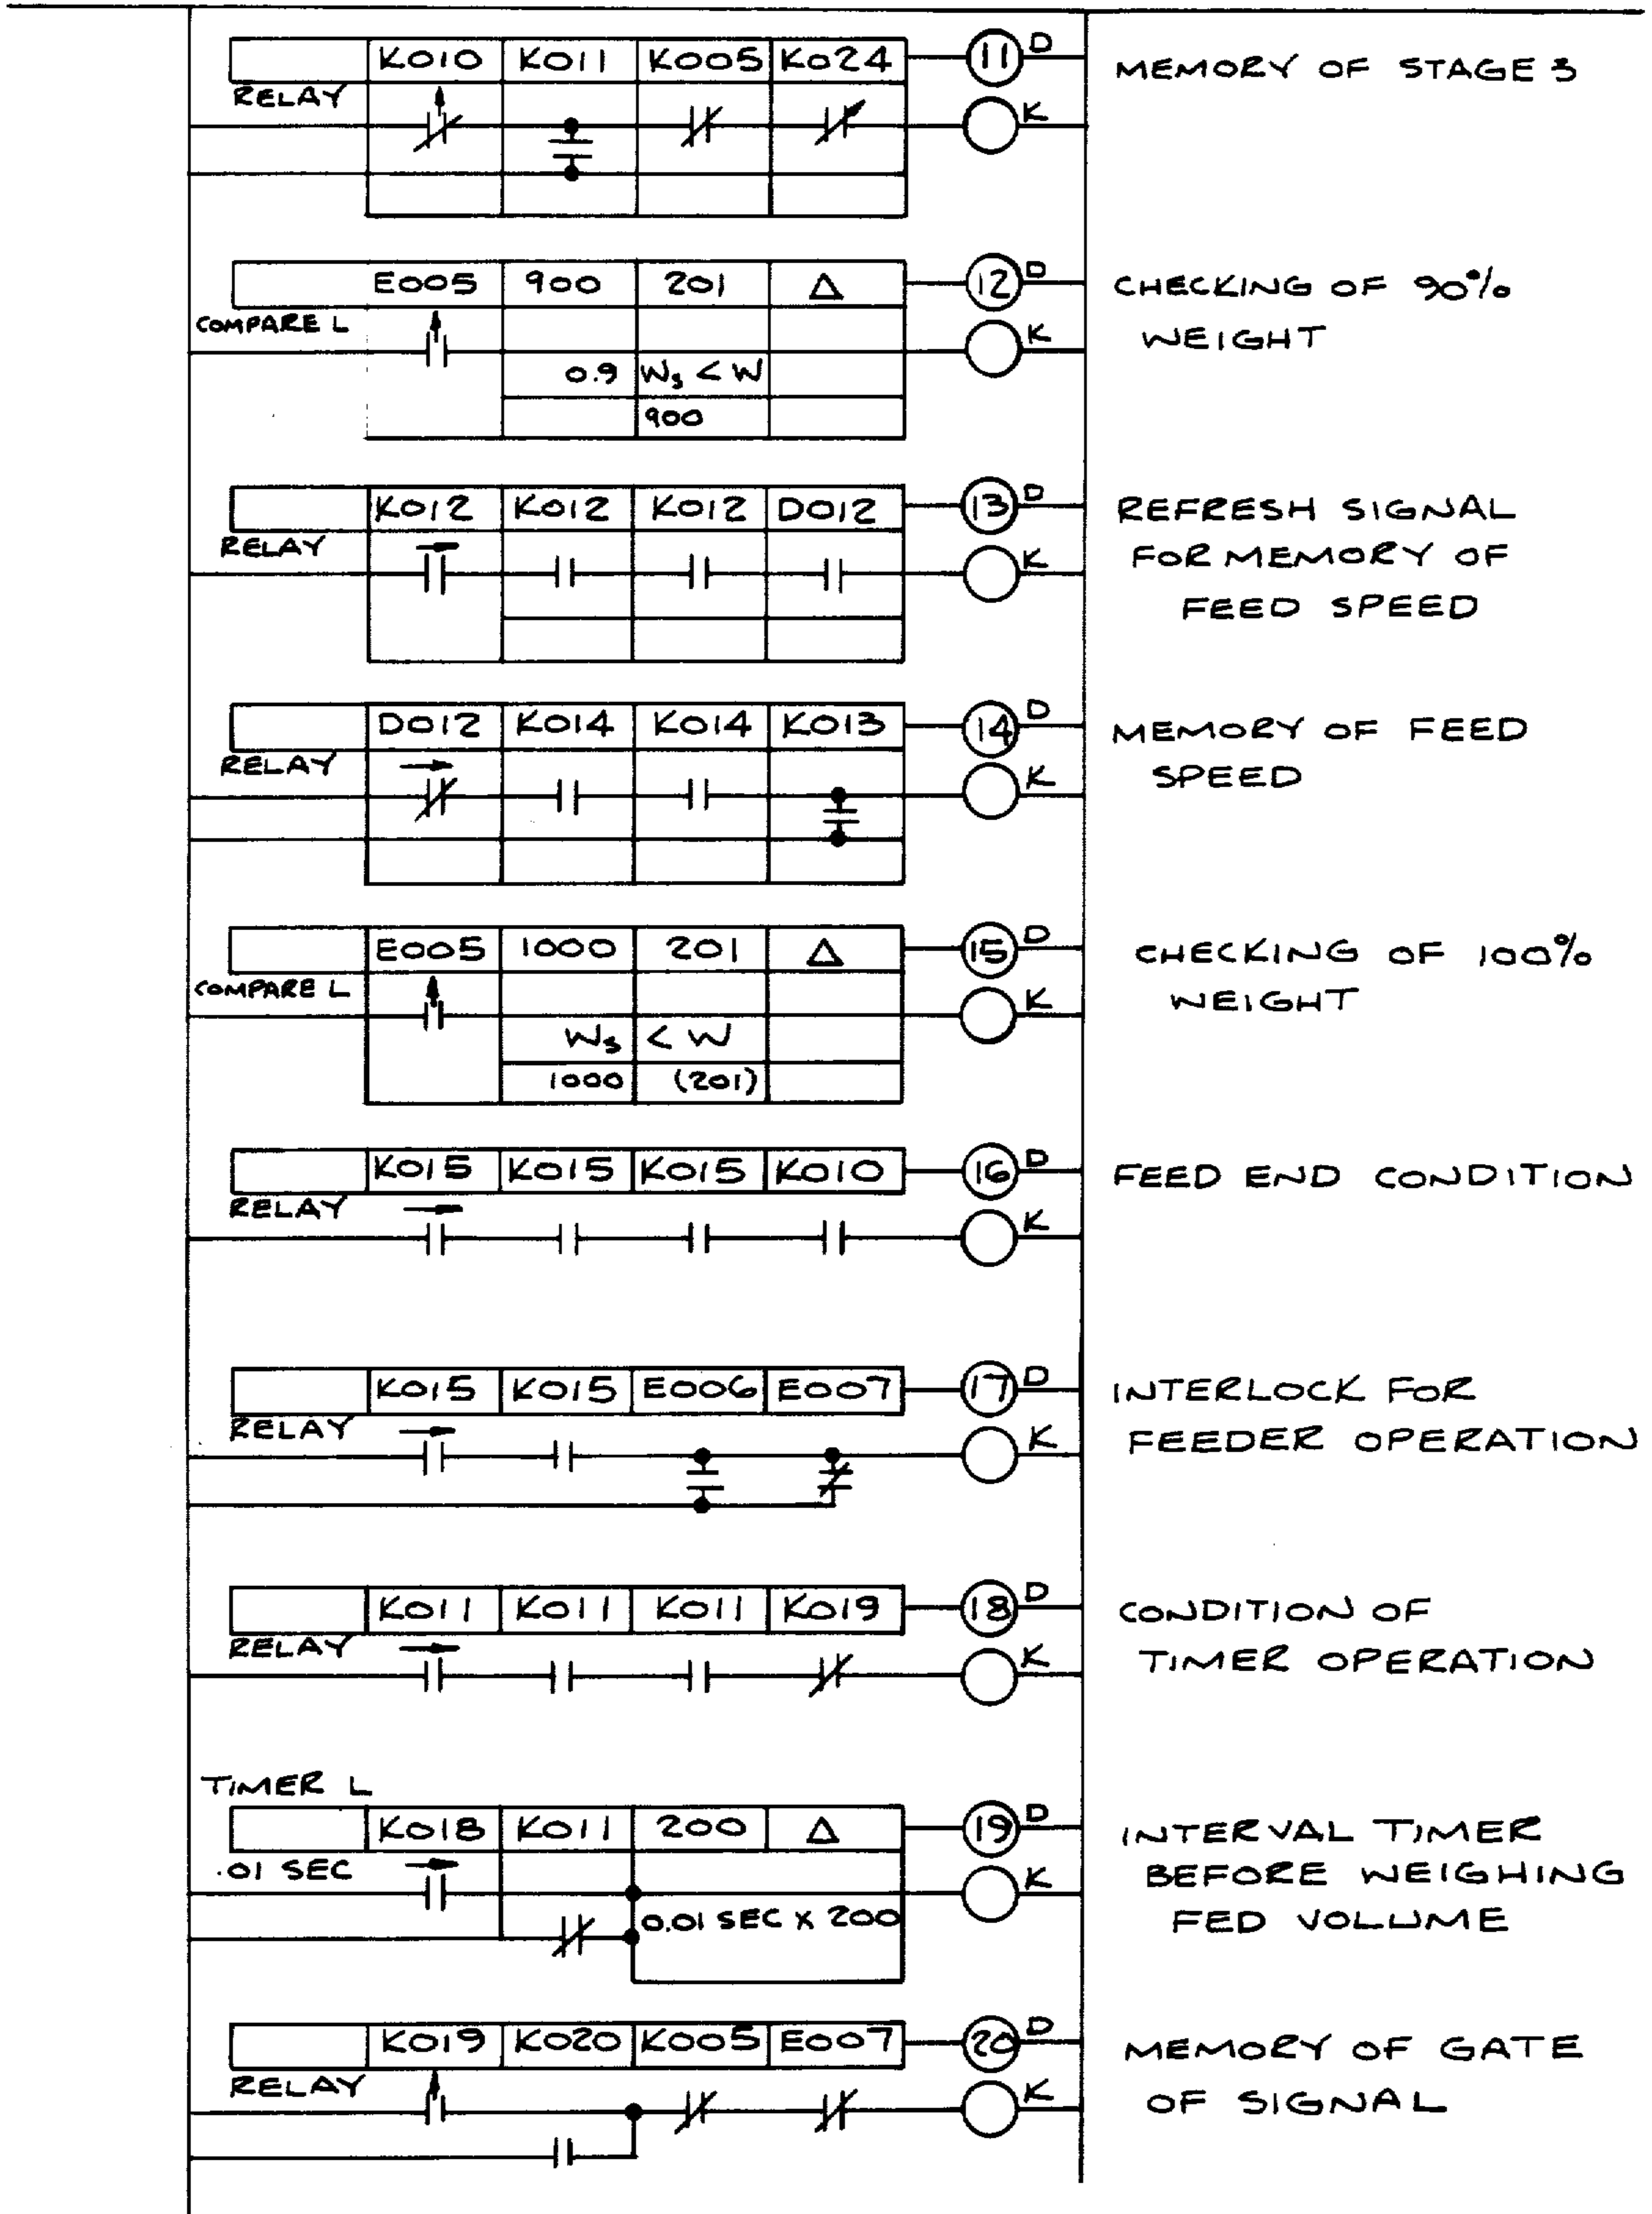 K010 K011 K005 K024 11 D MEMORY OF STAGE 3
RELAY K
E005 900 201 Δ 12 D CHECKING OF 90%
COMPARE L K WEIGHT
0.9 Ws < W
900
K012 K012 K012 D012 13 D REFRESH SIGNAL
RELAY K FOR MEMORY OF
FEED SPEED
D012 K014 K014 K013 14 D MEMORY OF FEED
RELAY K SPEED
E005 1000 201 Δ 15 D CHECKING OF 100%
COMPARE L K WEIGHT
Ws < W
1000 (201)
K015 K015 K015 K010 16 D FEED END CONDITION
RELAY K
K015 K015 E006 E007 17 D INTERLOCK FOR
RELAY K FEEDER OPERATION
K011 K011 K011 K019 18 D CONDITION OF
RELAY K TIMER OPERATION
TIMER L
K018 K011 200 Δ 19 D INTERVAL TIMER
.01 SEC K BEFORE WEIGHING
0.01 SEC X 200 FED VOLUME
K019 K020 K005 E007 20 D MEMORY OF GATE
RELAY K OF SIGNAL